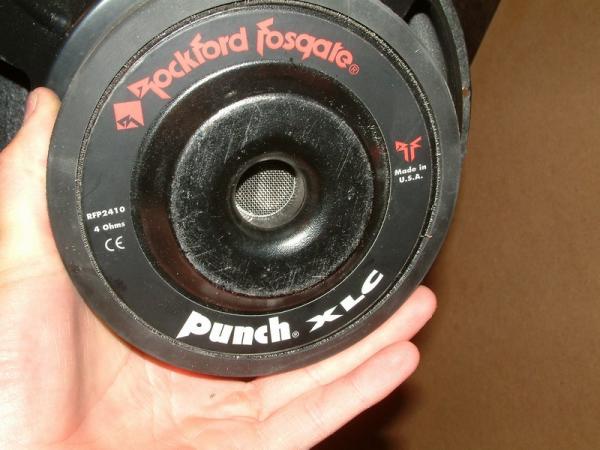 Rockford Fosgate®
Made in
U.S.A.
RFP2410
4 Ohms
CE
Punch® XLC